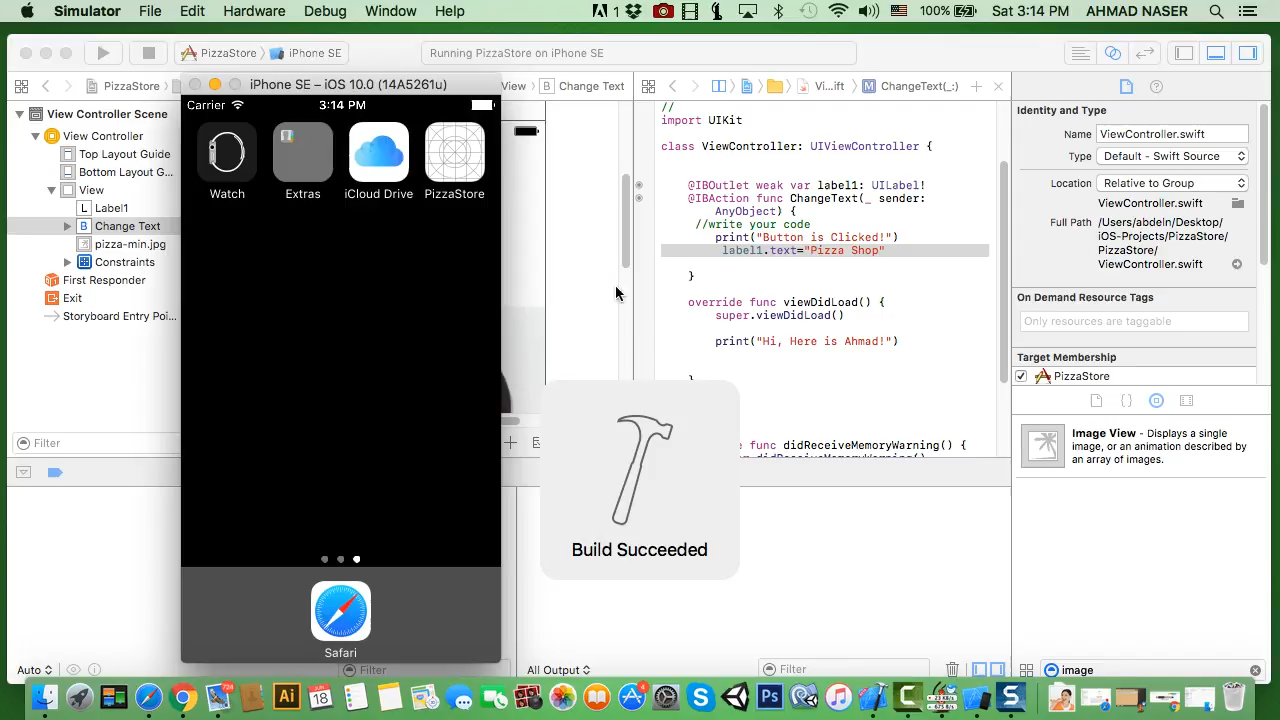 Simulator File Edit Hardware Debug Window Help 1 100% Sat 3:14 PM AHMAD NASER
PizzaStore iPhone SE Running PizzaStore on iPhone SE
PizzaStore View Change Text Vi...ift ChangeText(_:)
View Controller Scene
View Controller
Top Layout Guide
Bottom Layout G...
View
L Label1
B Change Text
pizza-min.jpg
Constraints
First Responder
Exit
Storyboard Entry Poi...
Filter
iPhone SE – iOS 10.0 (14A5261u)
Carrier 3:14 PM
Watch Extras iCloud Drive PizzaStore
Safari
//
import UIKit
class ViewController: UIViewController {
@IBOutlet weak var label1: UILabel!
@IBAction func ChangeText(_ sender:
AnyObject) {
//write your code
print("Button is Clicked!")
label1.text="Pizza Shop"
}
override func viewDidLoad() {
super.viewDidLoad()
print("Hi, Here is Ahmad!")
}
e func didReceiveMemoryWarning() {
didReceiveMemoryWarning()
Build Succeeded
Identity and Type
Name ViewController.swift
Type Default - Swift Source
Location Relative to Group
ViewController.swift
Full Path /Users/abdeln/Desktop/
iOS-Projects/PizzaStore/
PizzaStore/
ViewController.swift
On Demand Resource Tags
Only resources are taggable
Target Membership
PizzaStore
Image View - Displays a single
image, or an animation described by
an array of images.
Auto Filter All Output Filter image
724 Ai 18 4 S Ps C S